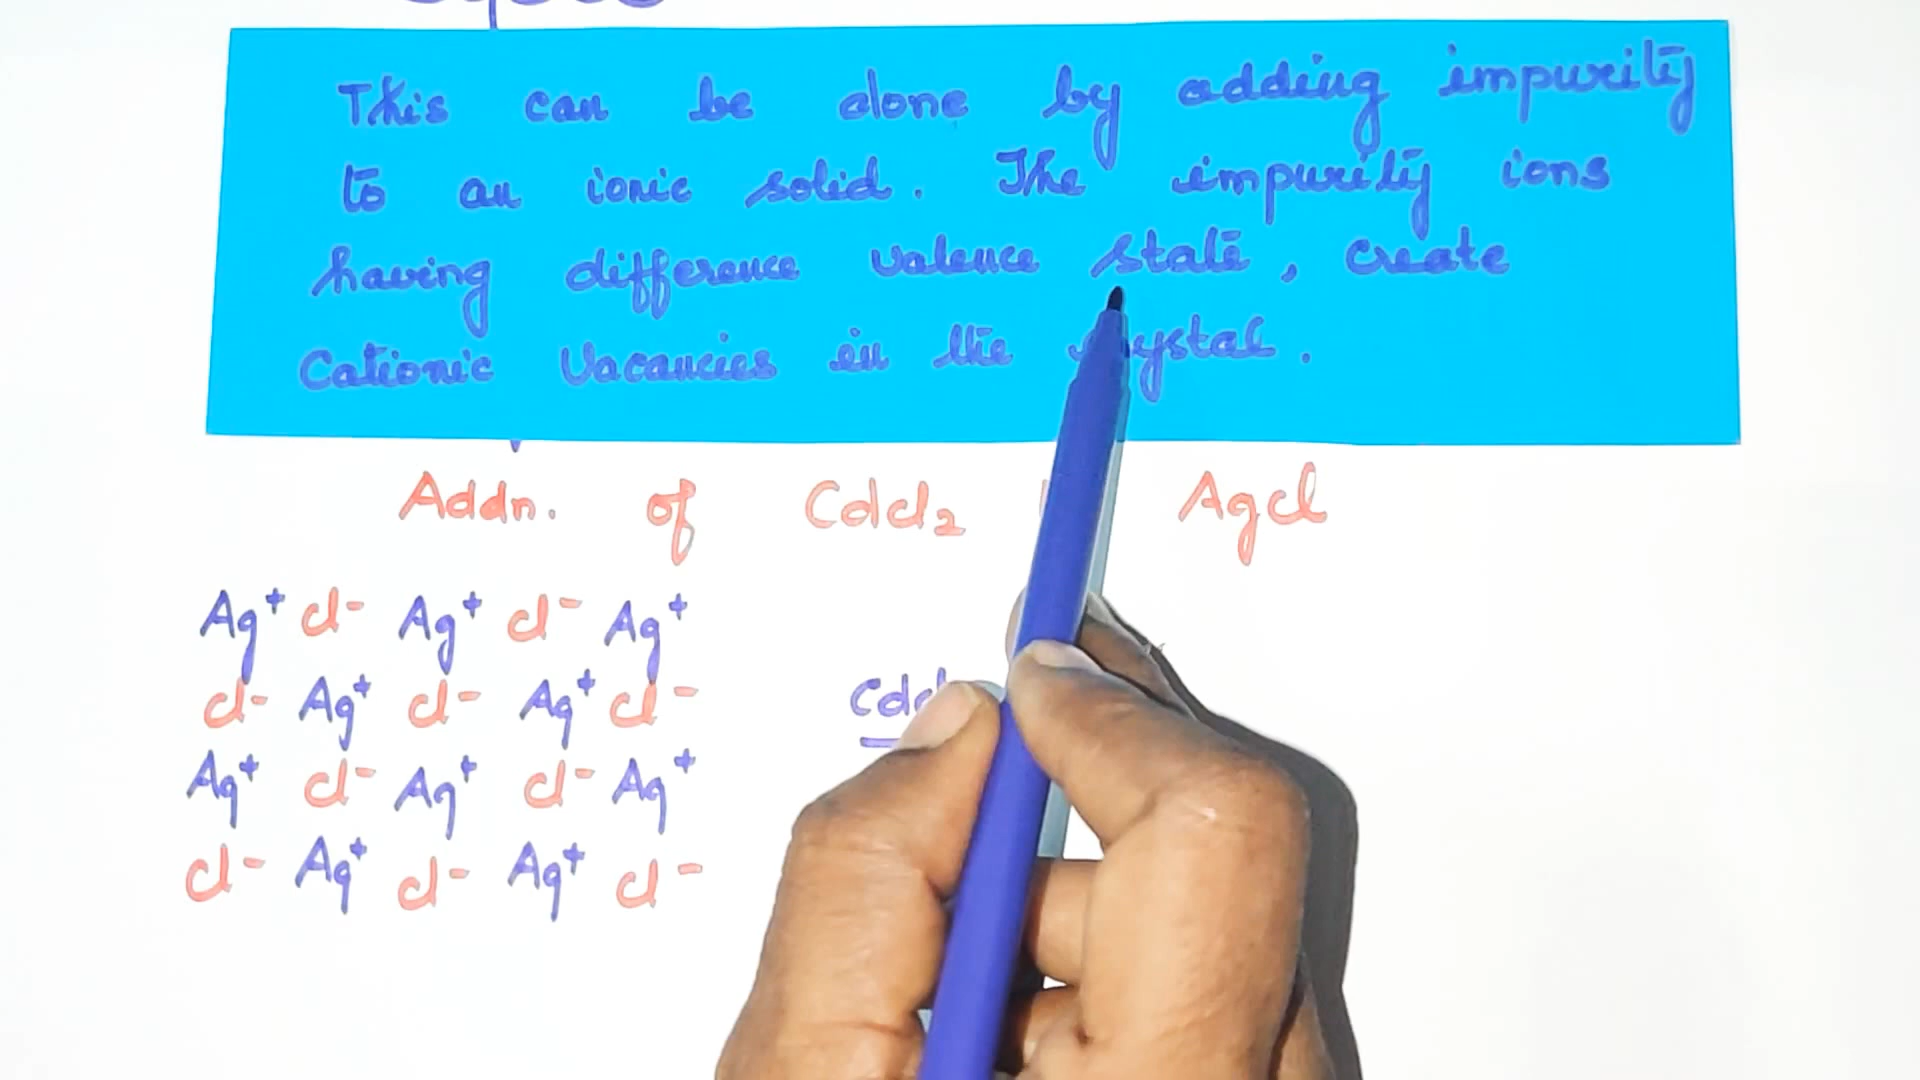 This can be done by adding impurity
to an ionic solid. The impurity ions
having difference valence state, create
Cationic Vacancies in the crystal.
Addn. of CdCl₂ AgCl
Ag⁺ Cl⁻ Ag⁺ Cl⁻ Ag⁺
Cl⁻ Ag⁺ Cl⁻ Ag⁺ Cl⁻
Ag⁺ Cl⁻ Ag⁺ Cl⁻ Ag⁺
Cl⁻ Ag⁺ Cl⁻ Ag⁺ Cl⁻